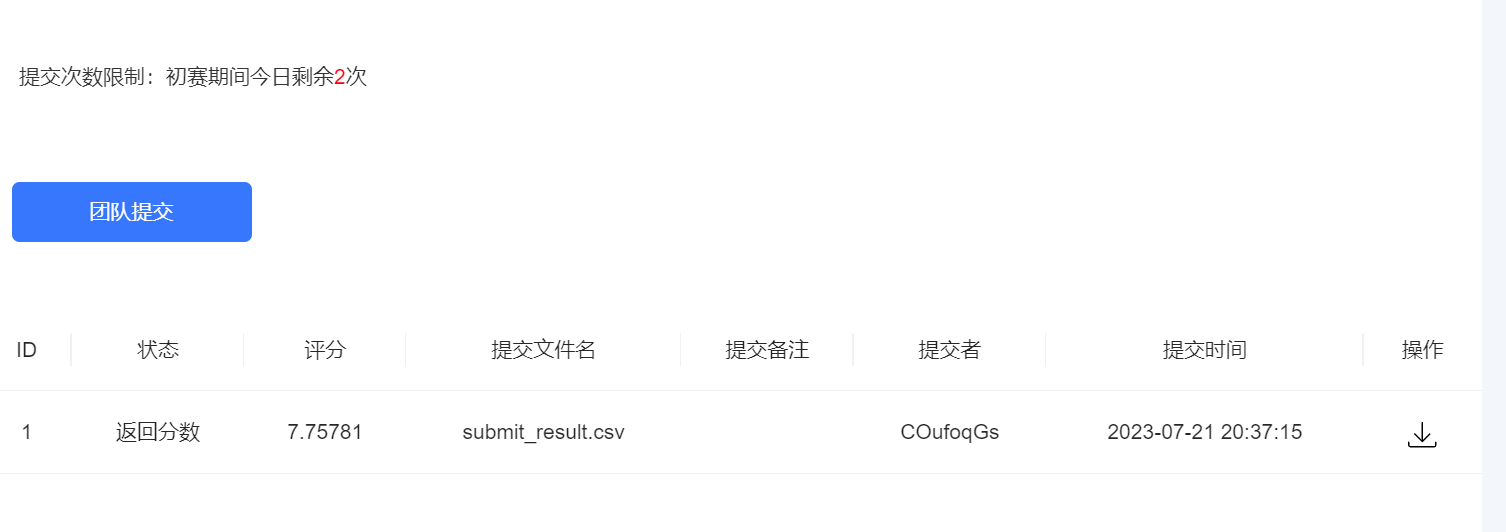 提交次数限制：初赛期间今日剩余2次
团队提交
ID 状态 评分 提交文件名 提交备注 提交者 提交时间 操作
1 返回分数 7.75781 submit_result.csv COufoqGs 2023-07-21 20:37:15